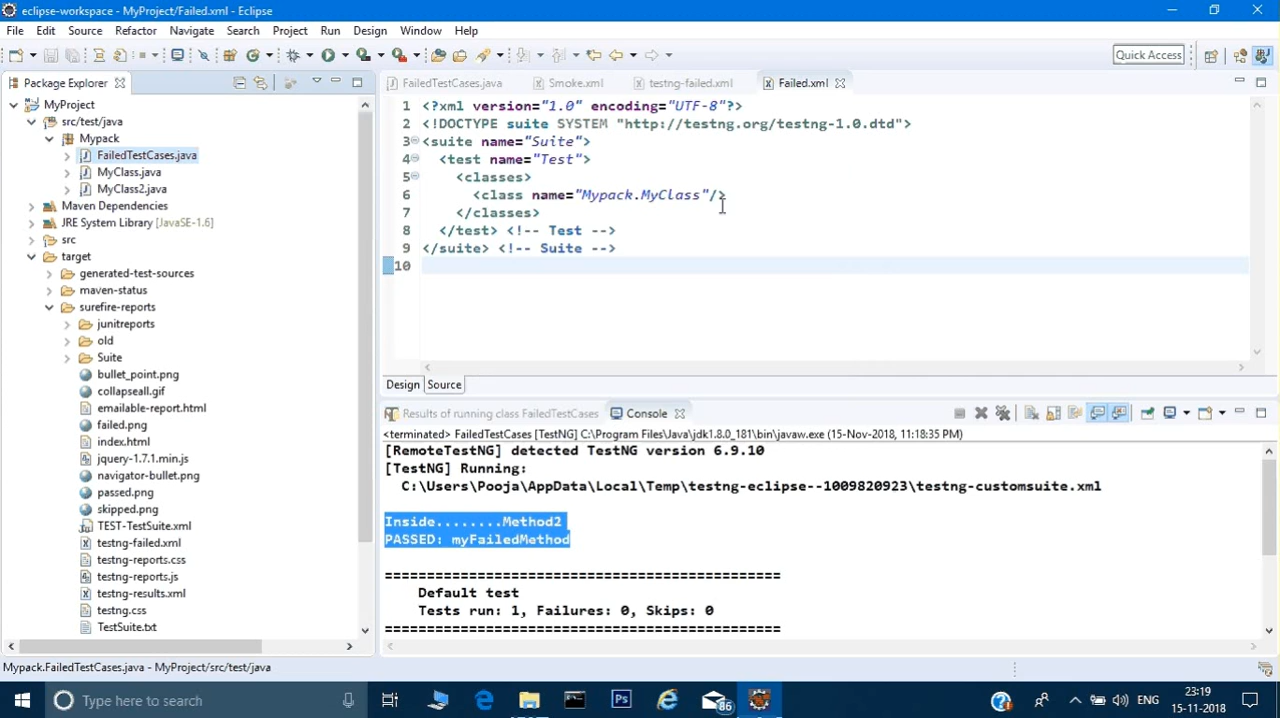 eclipse-workspace - MyProject/Failed.xml - Eclipse
File Edit Source Refactor Navigate Search Project Run Design Window Help
Quick Access
Package Explorer
MyProject
src/test/java
Mypack
FailedTestCases.java
MyClass.java
MyClass2.java
Maven Dependencies
JRE System Library [JavaSE-1.6]
src
target
generated-test-sources
maven-status
surefire-reports
junitreports
old
Suite
bullet_point.png
collapseall.gif
emailable-report.html
failed.png
index.html
jquery-1.7.1.min.js
navigator-bullet.png
passed.png
skipped.png
TEST-TestSuite.xml
testng-failed.xml
testng-reports.css
testng-reports.js
testng-results.xml
testng.css
TestSuite.txt
FailedTestCases.java Smoke.xml testng-failed.xml Failed.xml
1 <?xml version="1.0" encoding="UTF-8"?>
2 <!DOCTYPE suite SYSTEM "http://testng.org/testng-1.0.dtd">
3 <suite name="Suite">
4 <test name="Test">
5 <classes>
6 <class name="Mypack.MyClass"/>
7 </classes>
8 </test> <!-- Test -->
9 </suite> <!-- Suite -->
10
Design Source
Results of running class FailedTestCases Console
<terminated> FailedTestCases [TestNG] C:\Program Files\Java\jdk1.8.0_181\bin\javaw.exe (15-Nov-2018, 11:18:35 PM)
[RemoteTestNG] detected TestNG version 6.9.10
[TestNG] Running:
C:\Users\Pooja\AppData\Local\Temp\testng-eclipse--1009820923\testng-customsuite.xml
Inside........Method2
PASSED: myFailedMethod
===============================================
Default test
Tests run: 1, Failures: 0, Skips: 0
===============================================
Mypack.FailedTestCases.java - MyProject/src/test/java
Type here to search
Ps
86
ENG
23:19
15-11-2018